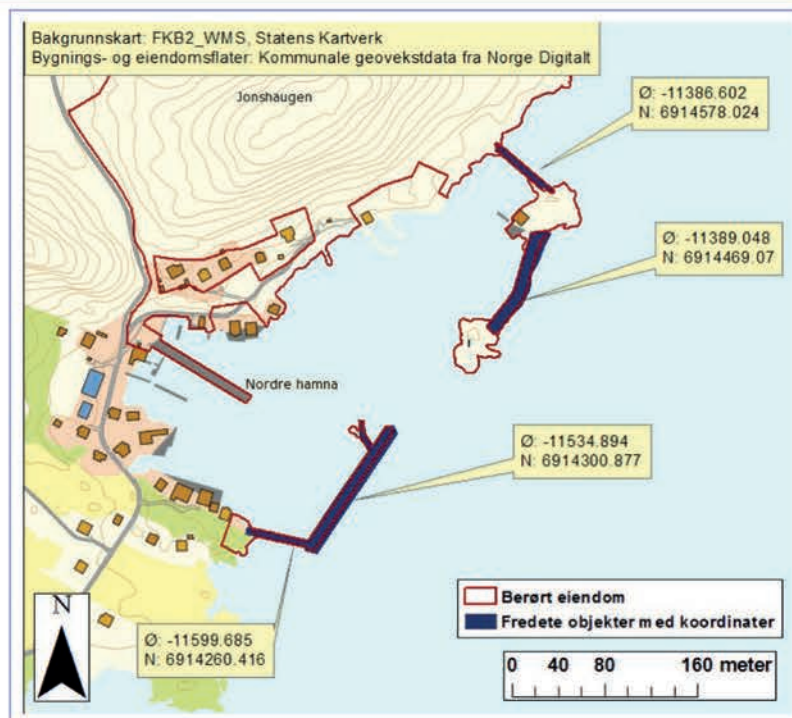 Bakgrunnskart: FKB2_WMS, Statens Kartverk
Bygnings- og eiendomsflater: Kommunale geovekstdata fra Norge Digitalt
Jonshaugen
Ø: -11386.602
N: 6914578.024
Ø: -11389.048
N: 6914469.07
Nordre hamna
Ø: -11534.894
N: 6914300.877
Ø: -11599.685
N: 6914260.416
N
Berørt eiendom
Fredete objekter med koordinater
0 40 80 160 meter